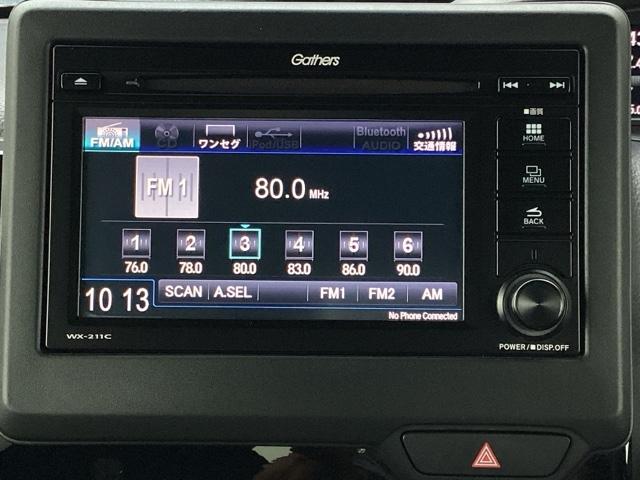 Gathers
■画質
FM/AM CD ワンセグ iPod/USB Bluetooth AUDIO 交通情報
HOME
MENU
BACK
FM 1 80.0 MHz
1 2 3 4 5 6
76.0 78.0 80.0 83.0 86.0 90.0
10 13 SCAN A.SEL FM1 FM2 AM
No Phone Connected
WX-211C
POWER/■DISP.OFF